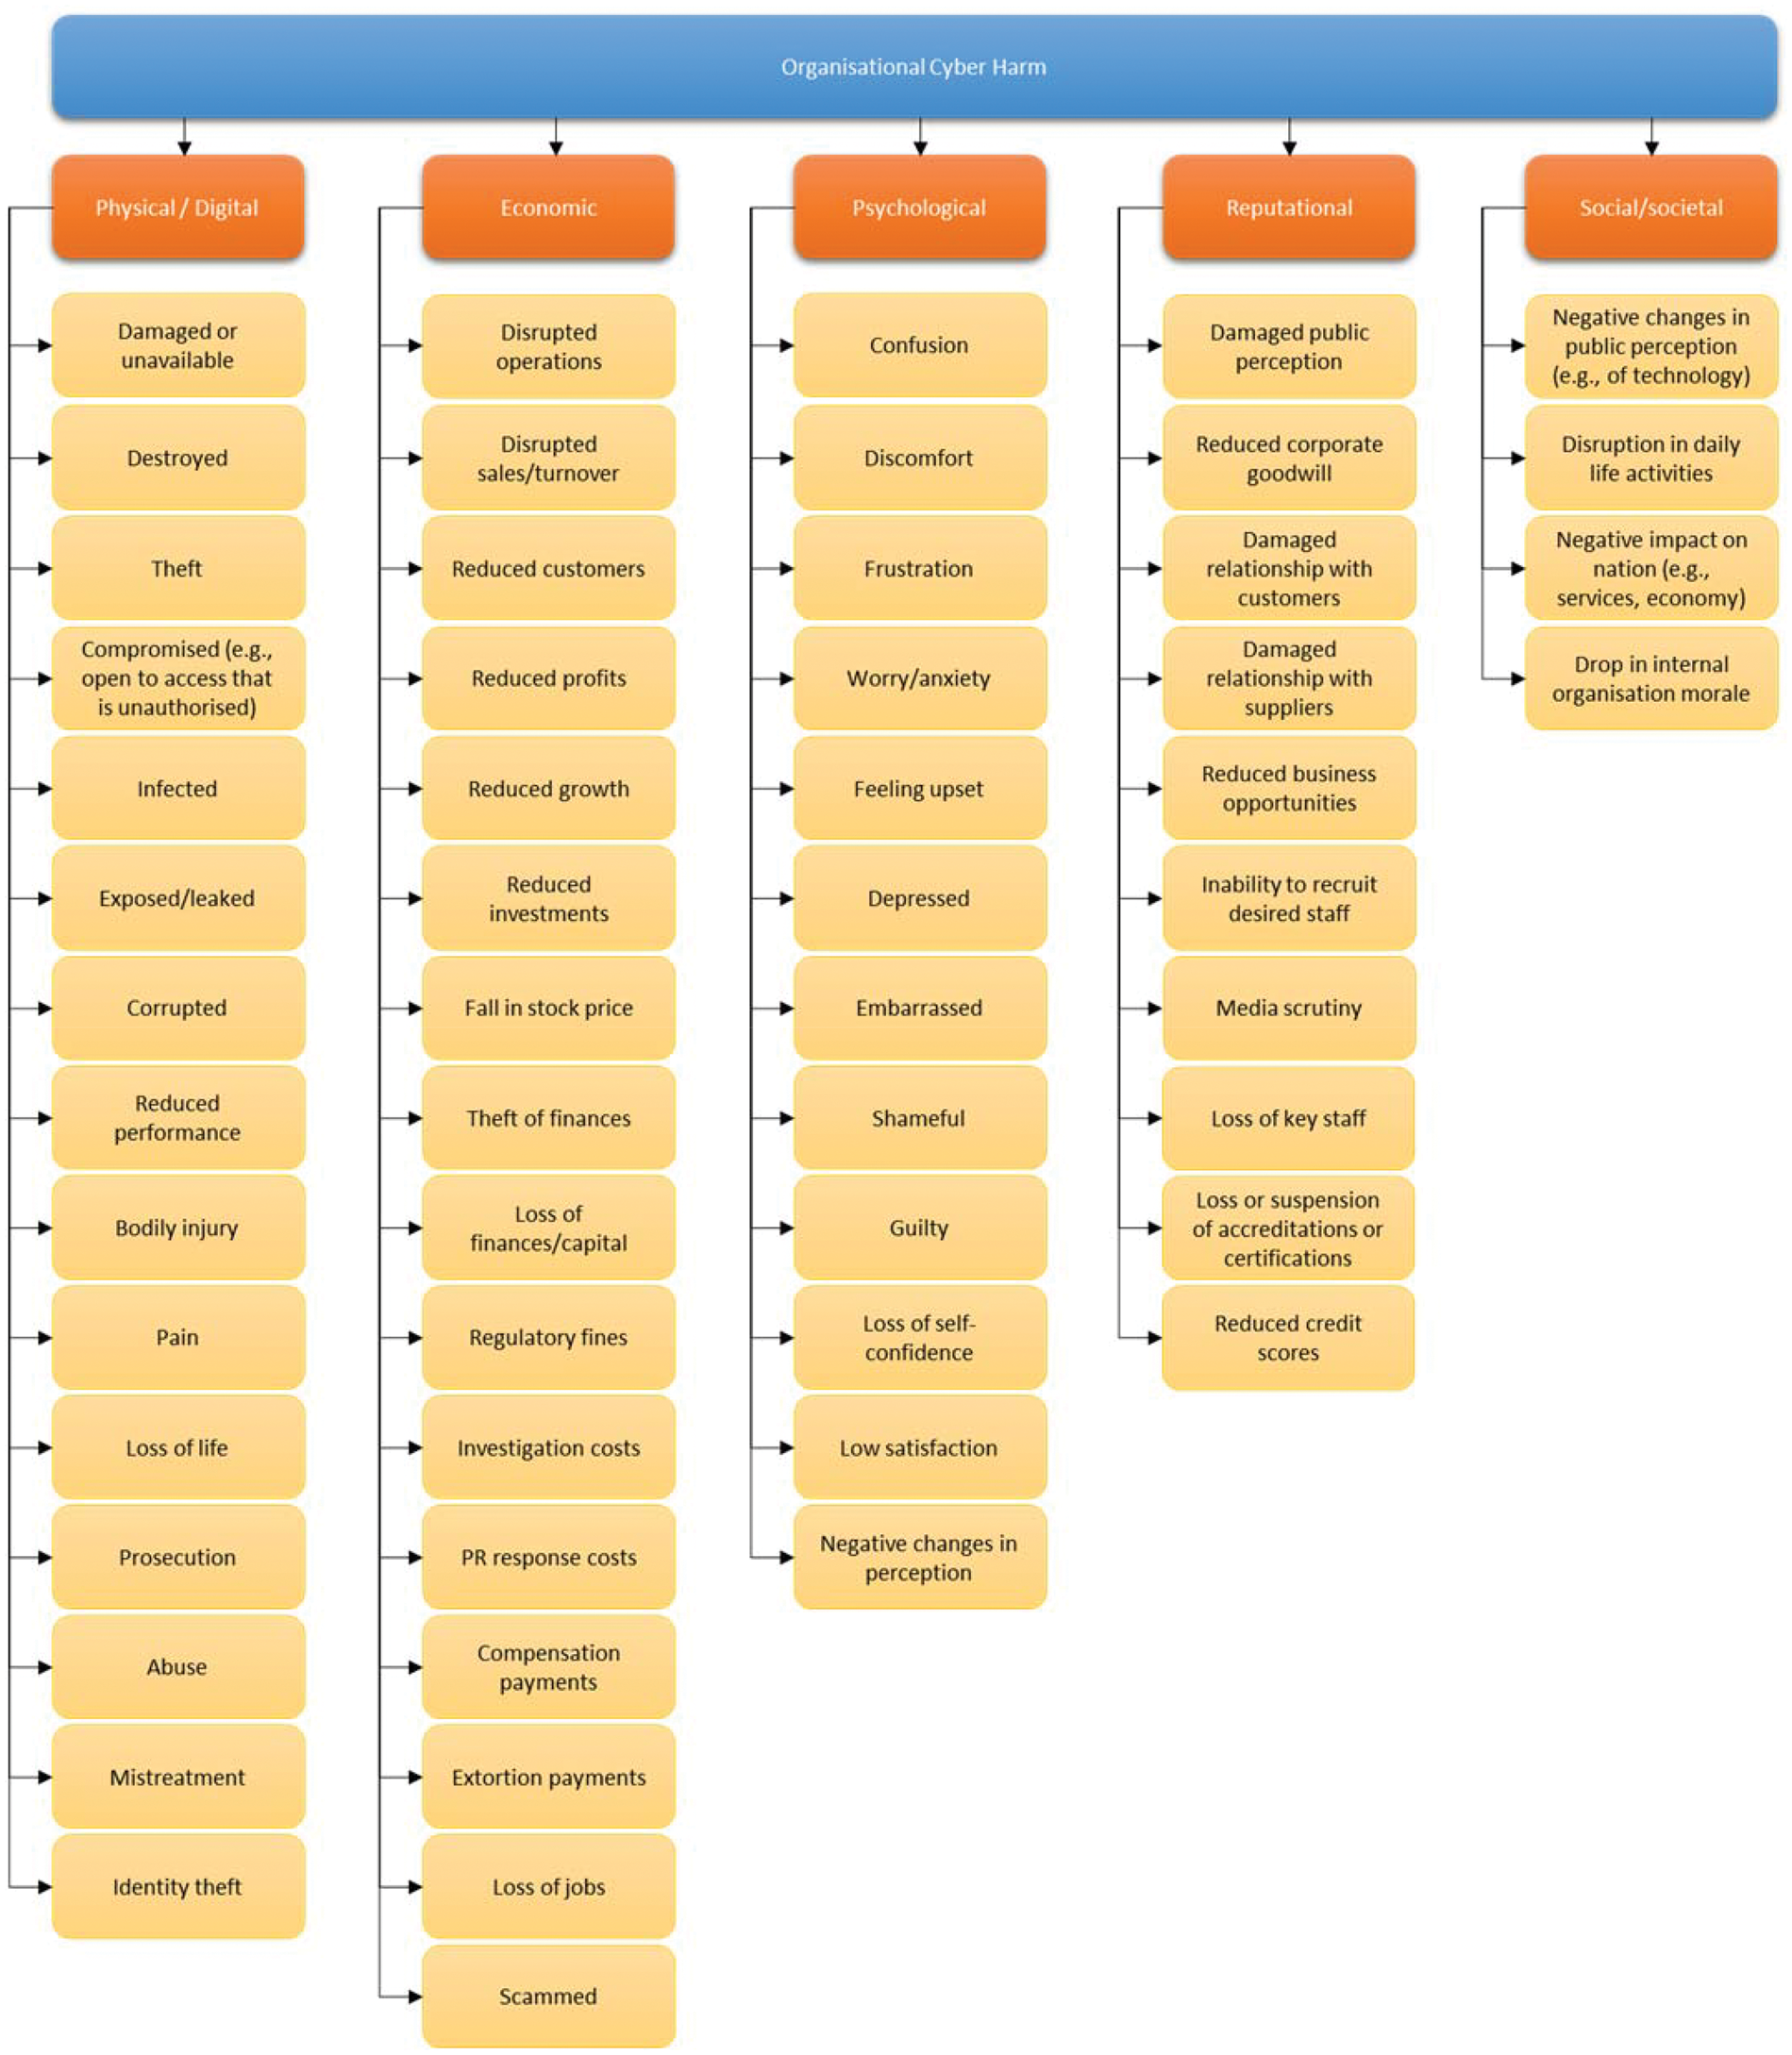 Organisational Cyber Harm
Physical / Digital
Damaged or
unavailable
Destroyed
Theft
Compromised (e.g.,
open to access that
is unauthorised)
Infected
Exposed/leaked
Corrupted
Reduced
performance
Bodily injury
Pain
Loss of life
Prosecution
Abuse
Mistreatment
Identity theft
Economic
Disrupted
operations
Disrupted
sales/turnover
Reduced customers
Reduced profits
Reduced growth
Reduced
investments
Fall in stock price
Theft of finances
Loss of
finances/capital
Regulatory fines
Investigation costs
PR response costs
Compensation
payments
Extortion payments
Loss of jobs
Scammed
Psychological
Confusion
Discomfort
Frustration
Worry/anxiety
Feeling upset
Depressed
Embarrassed
Shameful
Guilty
Loss of self-
confidence
Low satisfaction
Negative changes in
perception
Reputational
Damaged public
perception
Reduced corporate
goodwill
Damaged
relationship with
customers
Damaged
relationship with
suppliers
Reduced business
opportunities
Inability to recruit
desired staff
Media scrutiny
Loss of key staff
Loss or suspension
of accreditations or
certifications
Reduced credit
scores
Social/societal
Negative changes in
public perception
(e.g., of technology)
Disruption in daily
life activities
Negative impact on
nation (e.g.,
services, economy)
Drop in internal
organisation morale